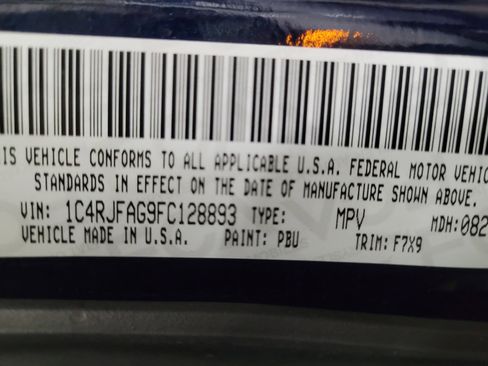 IS VEHICLE CONFORMS TO ALL APPLICABLE U.S.A. FEDERAL MOTOR VEHIC
STANDARDS IN EFFECT ON THE DATE OF MANUFACTURE SHOWN ABOVE.
VIN: 1C4RJFAG9FC128893 TYPE: MPV MDH:082
VEHICLE MADE IN U.S.A. PAINT: PBU TRIM: F7X9